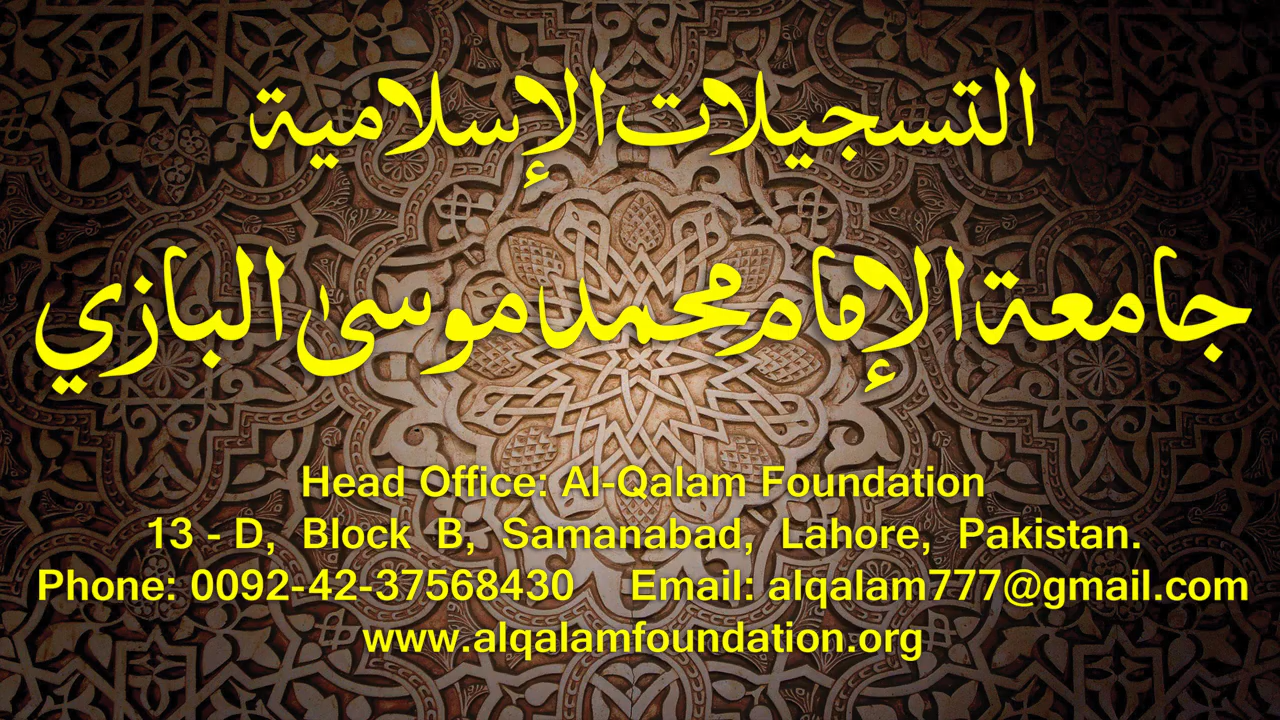 التسجيلات الإسلامية
جامعة الإمام محمد موسى البازي
Head Office: Al-Qalam Foundation
13 - D, Block B, Samanabad, Lahore, Pakistan.
Phone: 0092-42-37568430 Email: alqalam777@gmail.com
www.alqalamfoundation.org